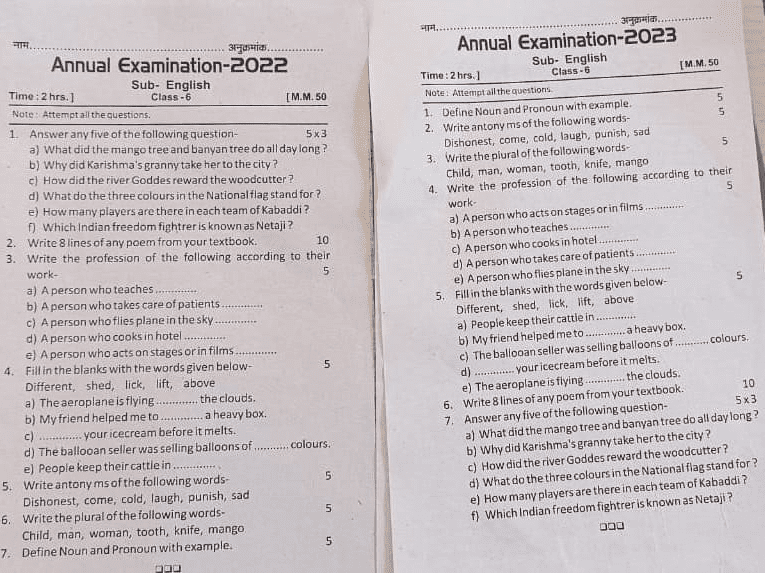 नाम.................................................. अनुक्रमांक...............
Annual Examination-2022
Sub- English
Time : 2 hrs. ] Class - 6 [ M.M. 50
Note : Attempt all the questions.
1. Answer any five of the following question- 5x3
a) What did the mango tree and banyan tree do all day long ?
b) Why did Karishma's granny take her to the city ?
c) How did the river Goddes reward the woodcutter ?
d) What do the three colours in the National flag stand for ?
e) How many players are there in each team of Kabaddi ?
f) Which Indian freedom fightrer is known as Netaji ?
2. Write 8 lines of any poem from your textbook. 10
3. Write the profession of the following according to their
work- 5
a) A person who teaches .............
b) A person who takes care of patients .............
c) A person who flies plane in the sky .............
d) A person who cooks in hotel .............
e) A person who acts on stages or in films .............
4. Fill in the blanks with the words given below- 5
Different, shed, lick, lift, above
a) The aeroplane is flying ............. the clouds.
b) My friend helped me to ............. a heavy box.
c) ............. your icecream before it melts.
d) The ballooan seller was selling balloons of ........... colours.
e) People keep their cattle in ............. .
5. Write antony ms of the following words- 5
Dishonest, come, cold, laugh, punish, sad
6. Write the plural of the following words- 5
Child, man, woman, tooth, knife, mango
7. Define Noun and Pronoun with example. 5
नाम.................................................. अनुक्रमांक...............
Annual Examination-2023
Sub- English
Time : 2 hrs. ] Class - 6 [ M.M. 50
Note : Attempt all the questions.
1. Define Noun and Pronoun with example. 5
2. Write antony ms of the following words- 5
Dishonest, come, cold, laugh, punish, sad
3. Write the plural of the following words- 5
Child, man, woman, tooth, knife, mango
4. Write the profession of the following according to their
work- 5
a) A person who acts on stages or in films .............
b) A person who teaches .............
c) A person who cooks in hotel .............
d) A person who takes care of patients .............
e) A person who flies plane in the sky .............
5. Fill in the blanks with the words given below- 5
Different, shed, lick, lift, above
a) People keep their cattle in .............
b) My friend helped me to ............. a heavy box.
c) The ballooan seller was selling balloons of ........... colours.
d) ............. your icecream before it melts.
e) The aeroplane is flying ............. the clouds.
6. Write 8 lines of any poem from your textbook. 10
7. Answer any five of the following question- 5x3
a) What did the mango tree and banyan tree do all day long ?
b) Why did Karishma's granny take her to the city ?
c) How did the river Goddes reward the woodcutter ?
d) What do the three colours in the National flag stand for ?
e) How many players are there in each team of Kabaddi ?
f) Which Indian freedom fightrer is known as Netaji ?